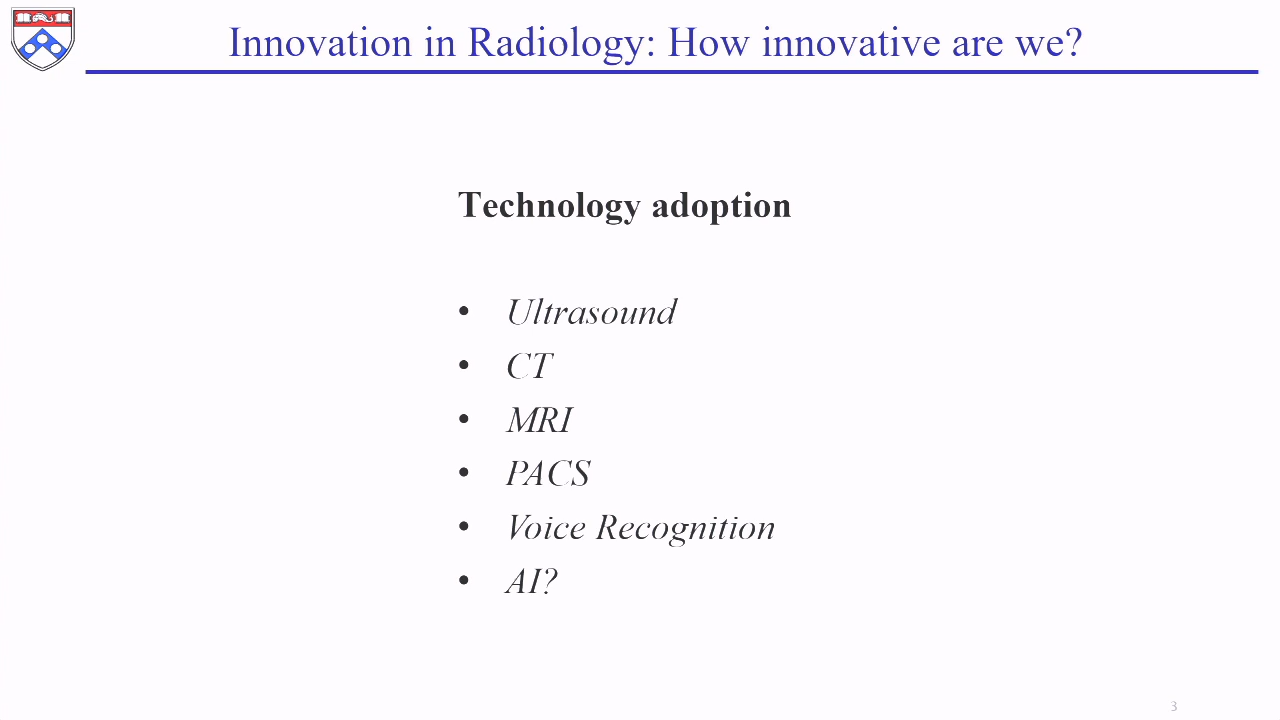 Innovation in Radiology: How innovative are we?
Technology adoption
• Ultrasound
• CT
• MRI
• PACS
• Voice Recognition
• AI?
3